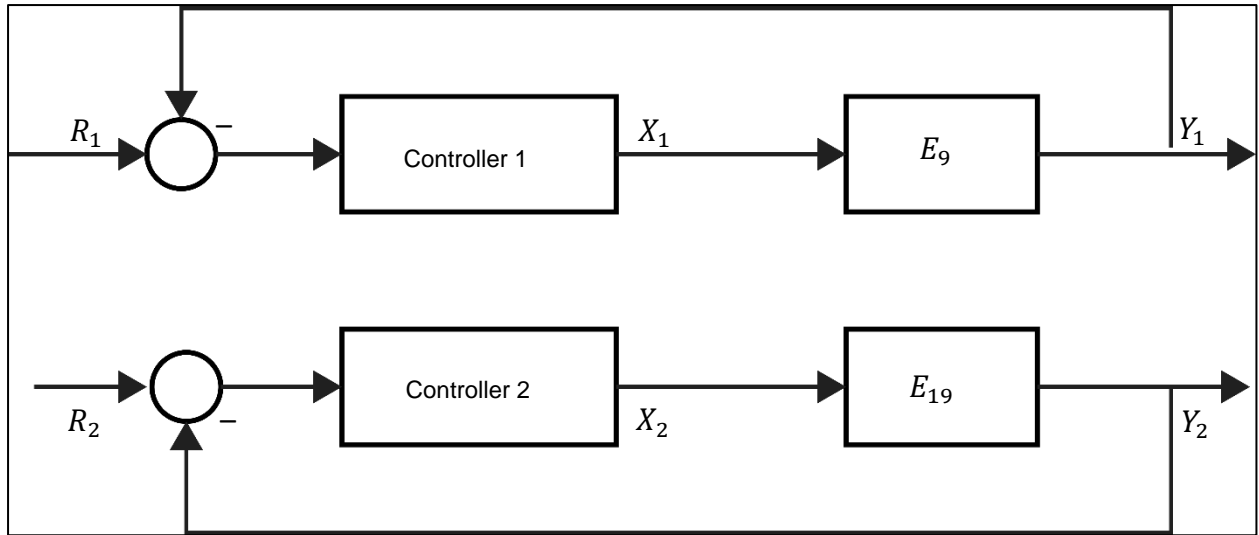 −
R₁
Controller 1
X₁
E₉
Y₁
R₂
−
Controller 2
X₂
E₁₉
Y₂